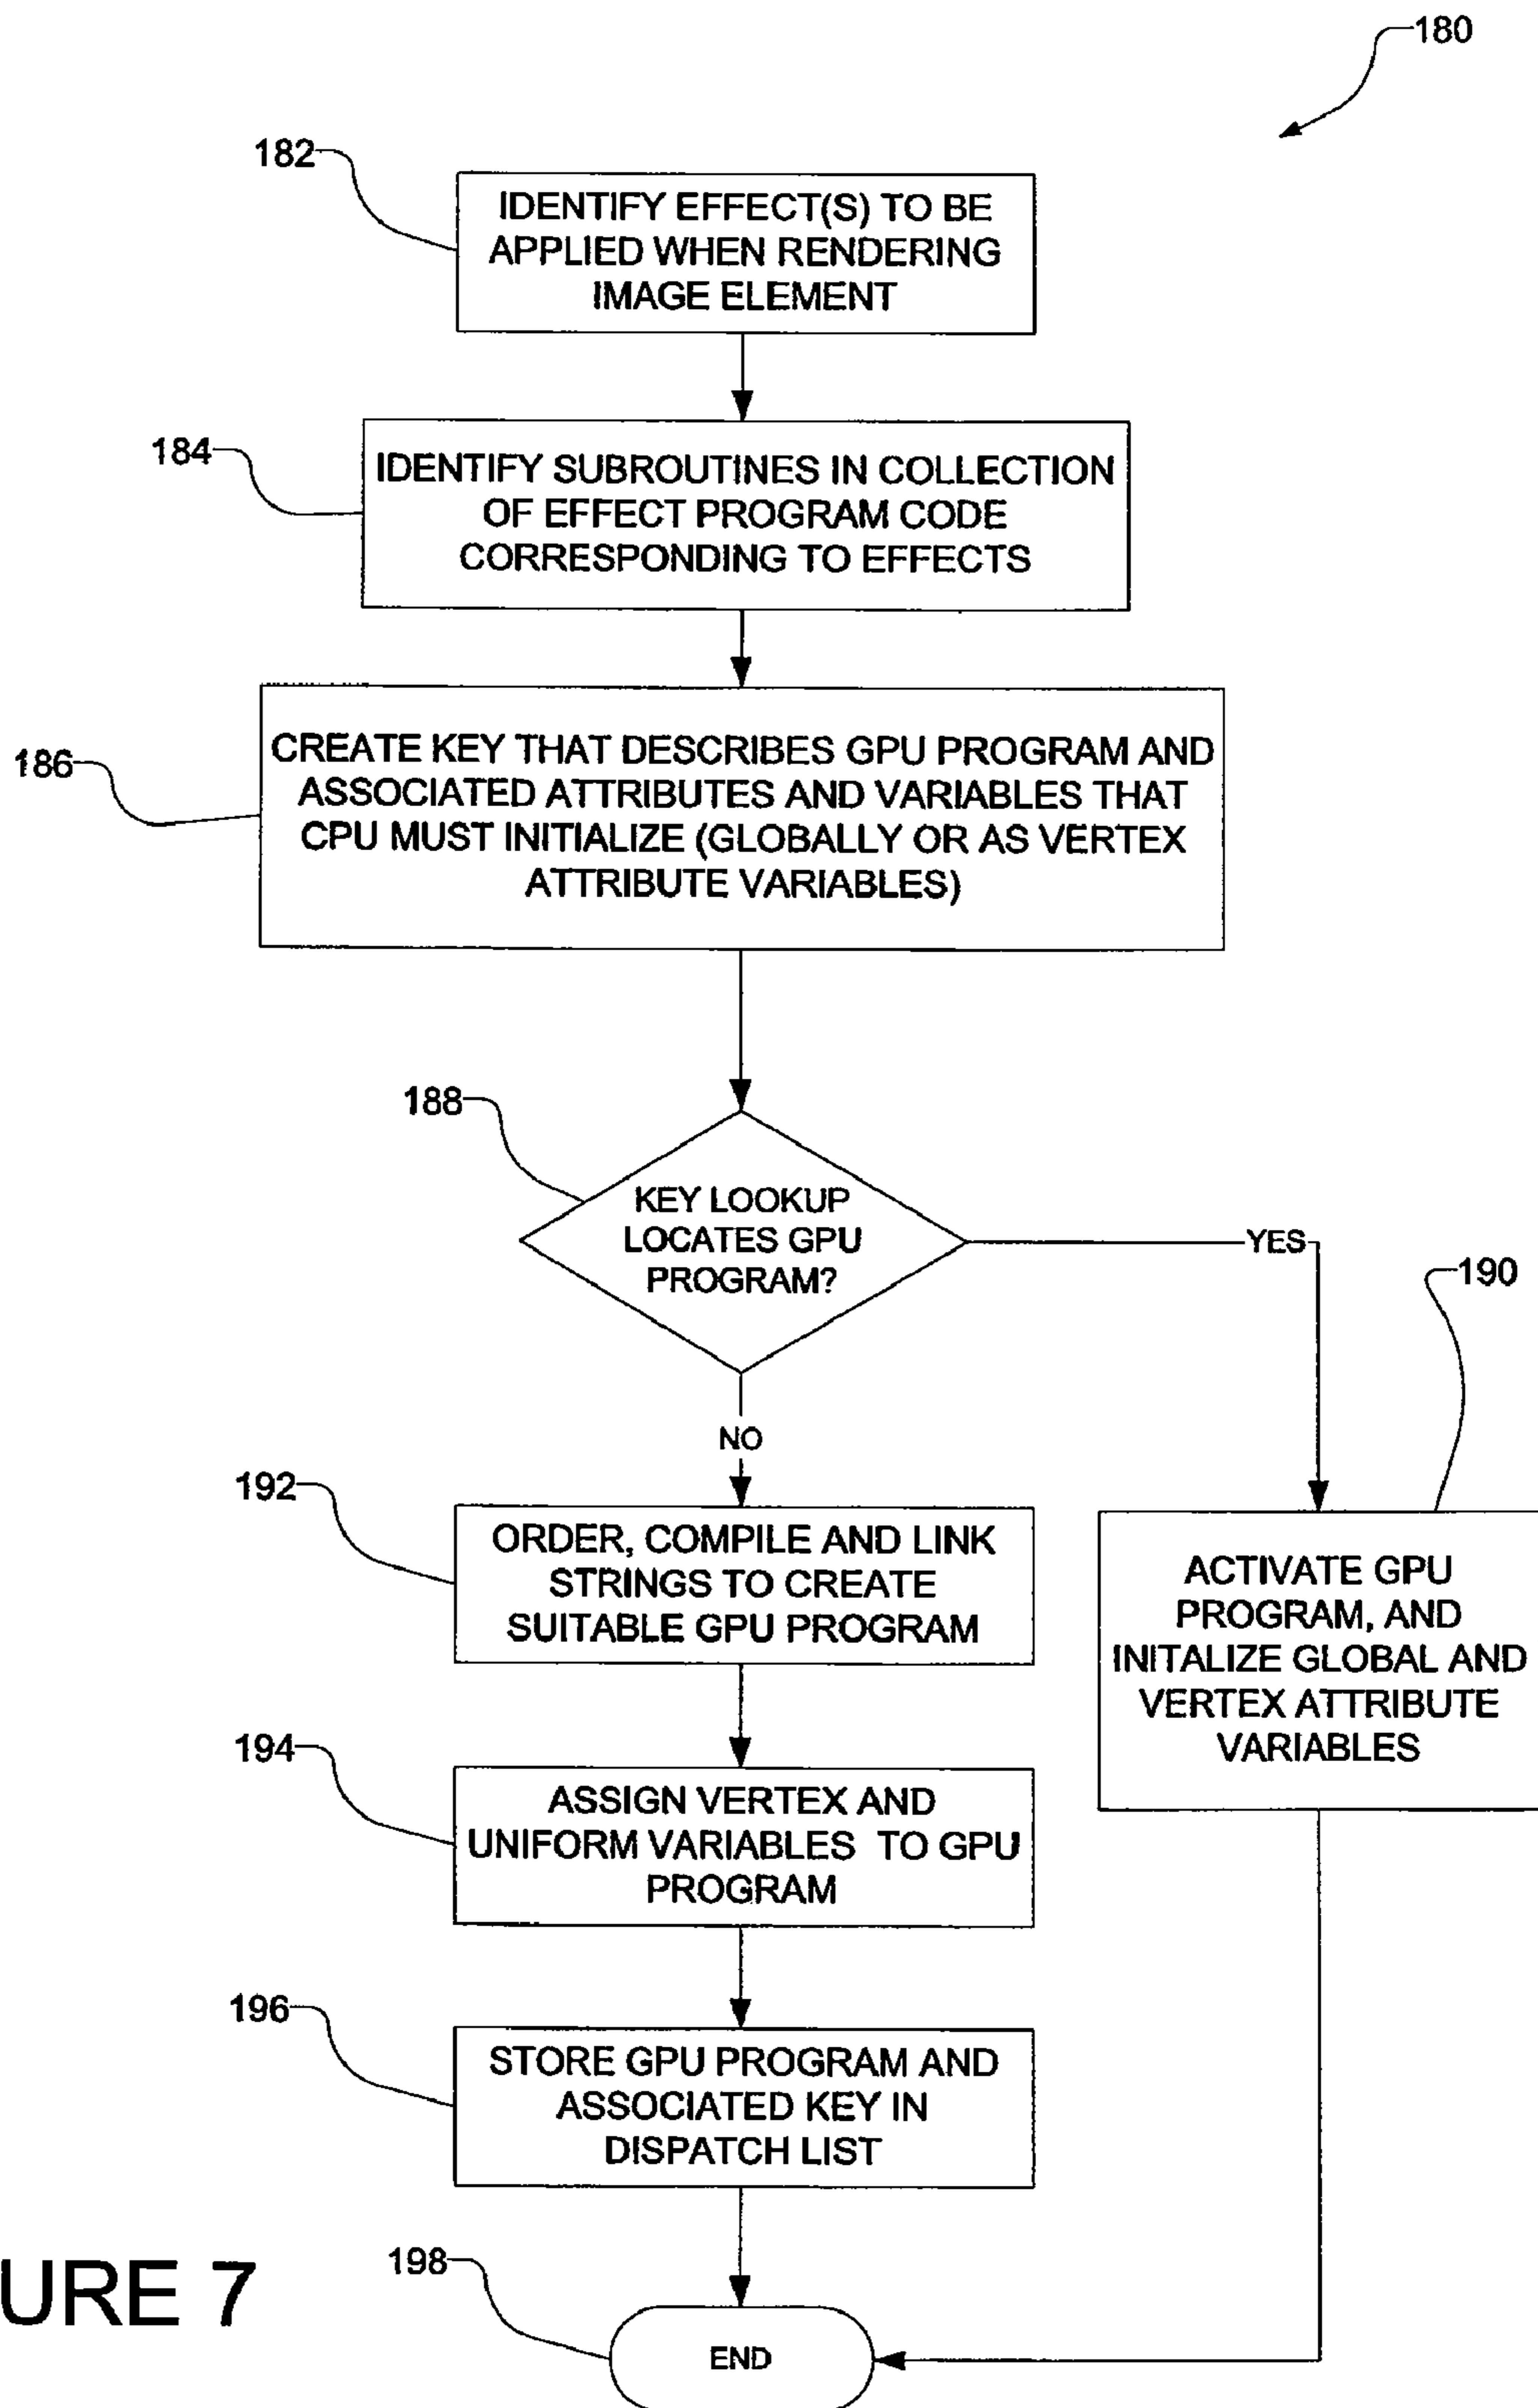 180
182
IDENTIFY EFFECT(S) TO BE
APPLIED WHEN RENDERING
IMAGE ELEMENT
184
IDENTIFY SUBROUTINES IN COLLECTION
OF EFFECT PROGRAM CODE
CORRESPONDING TO EFFECTS
186
CREATE KEY THAT DESCRIBES GPU PROGRAM AND
ASSOCIATED ATTRIBUTES AND VARIABLES THAT
CPU MUST INITIALIZE (GLOBALLY OR AS VERTEX
ATTRIBUTE VARIABLES)
188
KEY LOOKUP
LOCATES GPU
PROGRAM?
YES
190
NO
192
ORDER, COMPILE AND LINK
STRINGS TO CREATE
SUITABLE GPU PROGRAM
ACTIVATE GPU
PROGRAM, AND
INITALIZE GLOBAL AND
VERTEX ATTRIBUTE
VARIABLES
194
ASSIGN VERTEX AND
UNIFORM VARIABLES TO GPU
PROGRAM
196
STORE GPU PROGRAM AND
ASSOCIATED KEY IN
DISPATCH LIST
198
END
URE 7